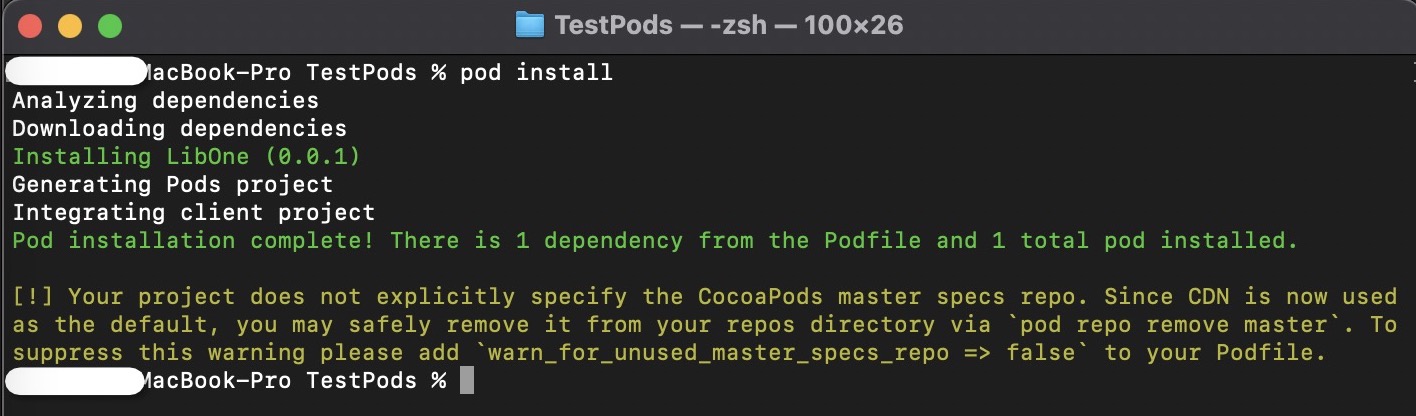 TestPods — -zsh — 100×26
MacBook-Pro TestPods % pod install
Analyzing dependencies
Downloading dependencies
Installing LibOne (0.0.1)
Generating Pods project
Integrating client project
Pod installation complete! There is 1 dependency from the Podfile and 1 total pod installed.
[!] Your project does not explicitly specify the CocoaPods master specs repo. Since CDN is now used
as the default, you may safely remove it from your repos directory via `pod repo remove master`. To
suppress this warning please add `warn_for_unused_master_specs_repo => false` to your Podfile.
MacBook-Pro TestPods %